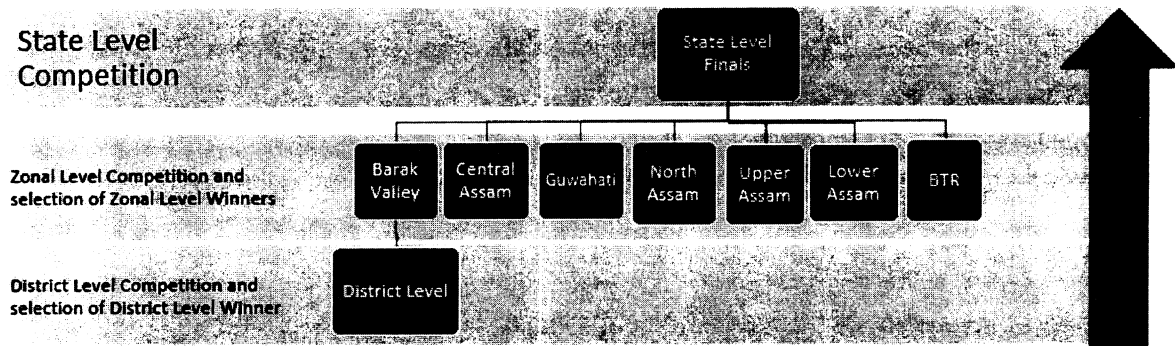 State Level
Competition
State Level
Finals
Zonal Level Competition and
selection of Zonal Level Winners
Barak
Valley
Central
Assam
Guwahati
North
Assam
Upper
Assam
Lower
Assam
BTR
District Level Competition and
selection of District Level Winner
District Level